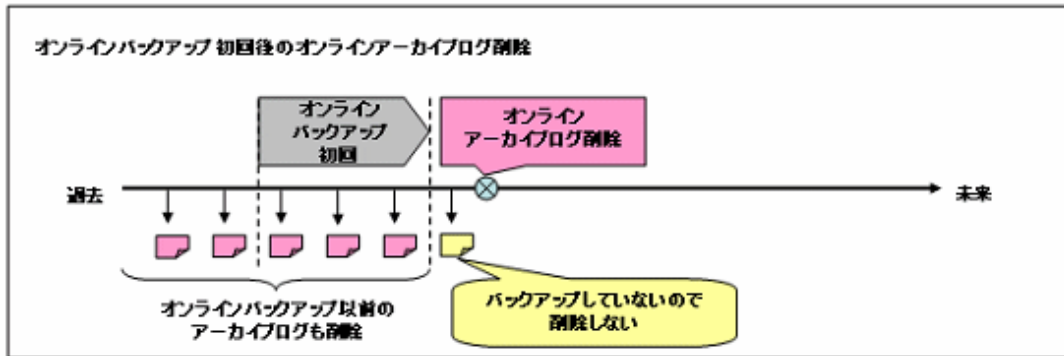 オンラインバックアップ 初回後のオンラインアーカイブログ削除
オンライン
バックアップ
初回
オンライン
アーカイブログ削除
過去
未来
オンラインバックアップ以前の
アーカイブログも削除
バックアップしていないので
削除しない